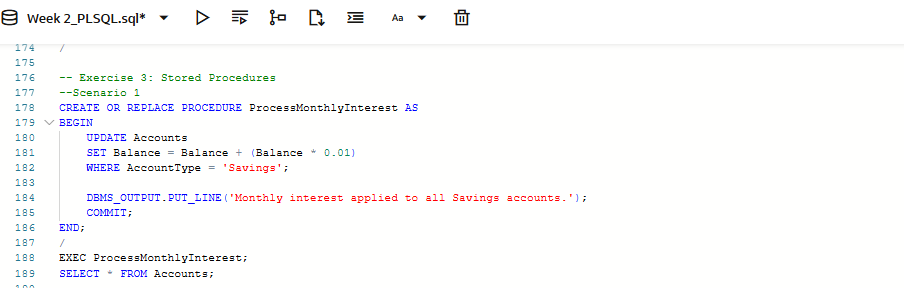 Week 2_PLSQL.sql*
Aa
174 /
175
176 -- Exercise 3: Stored Procedures
177 --Scenario 1
178 CREATE OR REPLACE PROCEDURE ProcessMonthlyInterest AS
179 BEGIN
180     UPDATE Accounts
181     SET Balance = Balance + (Balance * 0.01)
182     WHERE AccountType = 'Savings';
183
184     DBMS_OUTPUT.PUT_LINE('Monthly interest applied to all Savings accounts.');
185     COMMIT;
186 END;
187 /
188 EXEC ProcessMonthlyInterest;
189 SELECT * FROM Accounts;